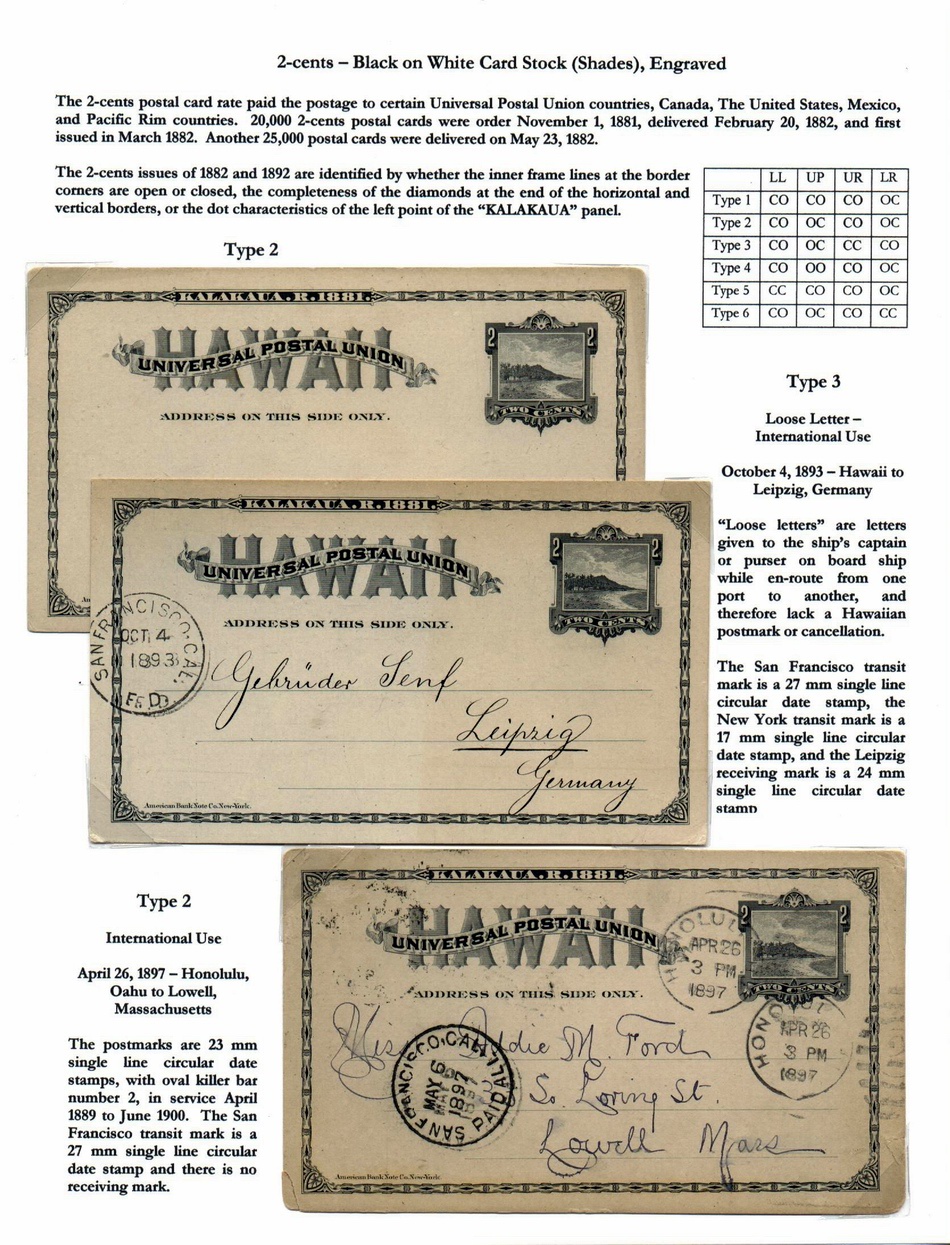 2-cents – Black on White Card Stock (Shades), Engraved
The 2-cents postal card rate paid the postage to certain Universal Postal Union countries, Canada, The United States, Mexico,
and Pacific Rim countries. 20,000 2-cents postal cards were order November 1, 1881, delivered February 20, 1882, and first
issued in March 1882. Another 25,000 postal cards were delivered on May 23, 1882.
The 2-cents issues of 1882 and 1892 are identified by whether the inner frame lines at the border
corners are open or closed, the completeness of the diamonds at the end of the horizontal and
vertical borders, or the dot characteristics of the left point of the “KALAKAUA” panel.
LL UP UR LR
Type 1 CO CO CO OC
Type 2 CO OC CO OC
Type 3 CO OC CC CO
Type 4 CO OO CO OC
Type 5 CC CO CO OC
Type 6 CO OC CO CC
Type 2
KALAKAUA.R.1881.
HAWAII
UNIVERSAL POSTAL UNION
ADDRESS ON THIS SIDE ONLY.
2 2
TWO CENTS
Type 3
Loose Letter –
International Use
October 4, 1893 – Hawaii to
Leipzig, Germany
“Loose letters” are letters
given to the ship’s captain
or purser on board ship
while en-route from one
port to another, and
therefore lack a Hawaiian
postmark or cancellation.
The San Francisco transit
mark is a 27 mm single line
circular date stamp, the
New York transit mark is a
17 mm single line circular
date stamp, and the Leipzig
receiving mark is a 24 mm
single line circular date
stamp
KALAKAUA.R.1881.
HAWAII
UNIVERSAL POSTAL UNION
ADDRESS ON THIS SIDE ONLY.
2 2
TWO CENTS
SAN FRANCISCO, CAL.
OCT 4
1893
F.D.
Gebrüder Senf
Leipzig
Germany
American Bank Note Co. New-York.
Type 2
International Use
April 26, 1897 – Honolulu,
Oahu to Lowell,
Massachusetts
The postmarks are 23 mm
single line circular date
stamps, with oval killer bar
number 2, in service April
1889 to June 1900. The San
Francisco transit mark is a
27 mm single line circular
date stamp and there is no
receiving mark.
KALAKAUA.R.1881.
HAWAII
UNIVERSAL POSTAL UNION
ADDRESS ON THIS SIDE ONLY.
2 2
TWO CENTS
HONOLULU
APR 26
3 PM
1897
HONOLULU
APR 26
3 PM
1897
SAN FRANCISCO, CAL.
MAY 6
1897
PAID ALL
Miss Addie M. Ford
So. Loring St.
Lowell Mass
American Bank Note Co. New-York.